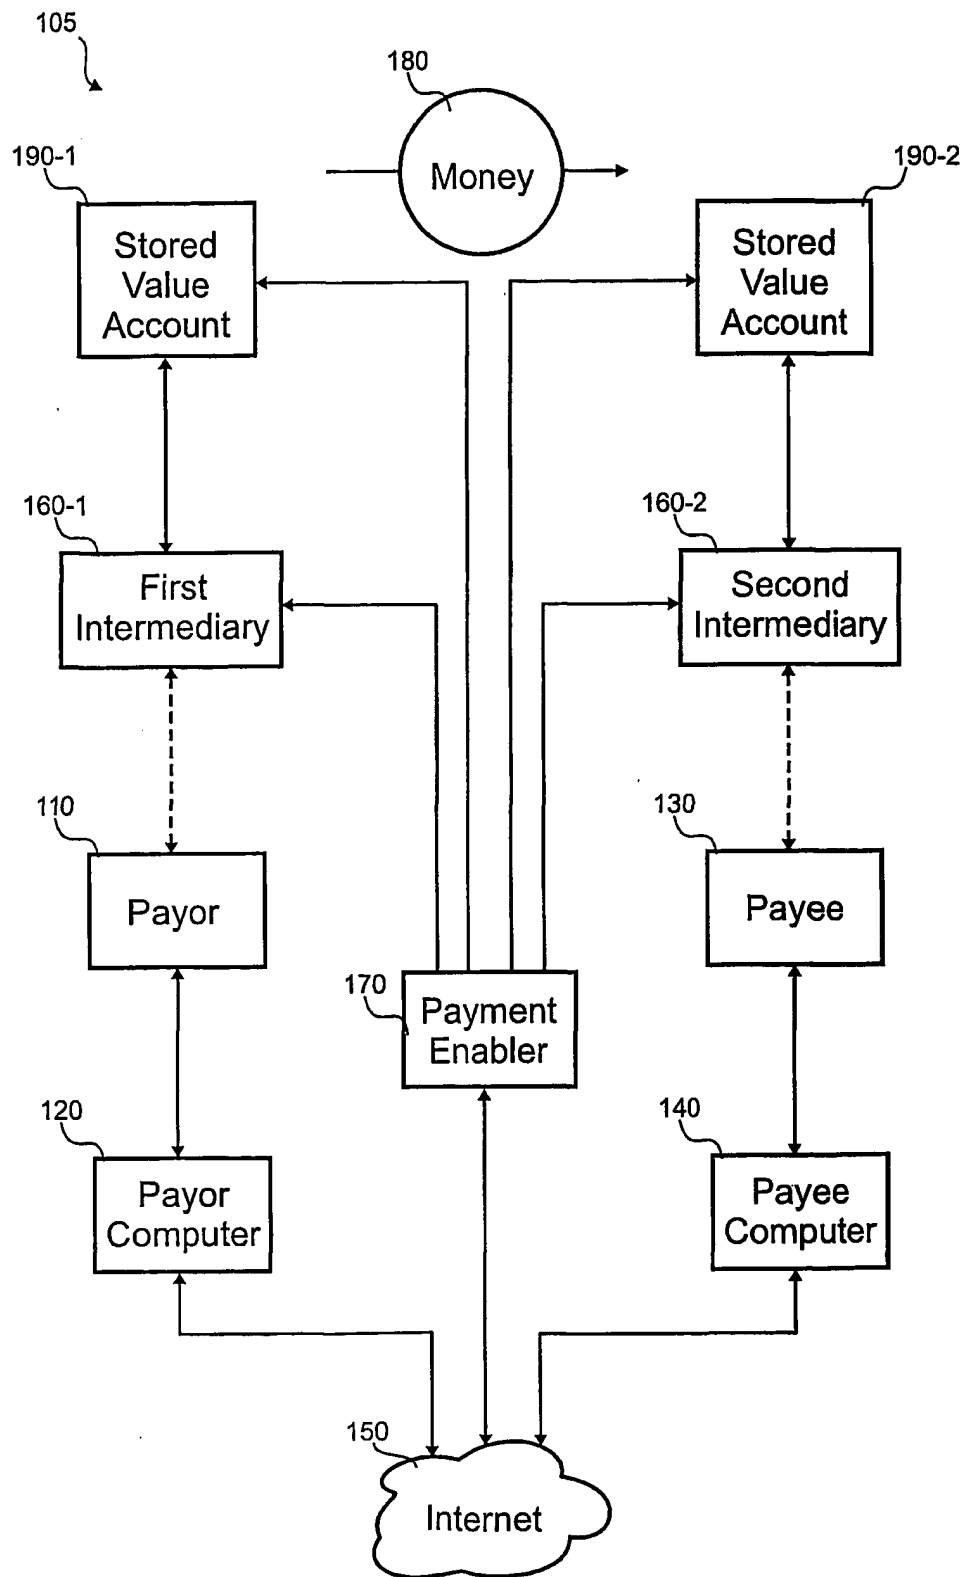 105
180
Money
190-1
Stored
Value
Account
190-2
Stored
Value
Account
160-1
First
Intermediary
160-2
Second
Intermediary
110
Payor
130
Payee
170
Payment
Enabler
120
Payor
Computer
140
Payee
Computer
150
Internet